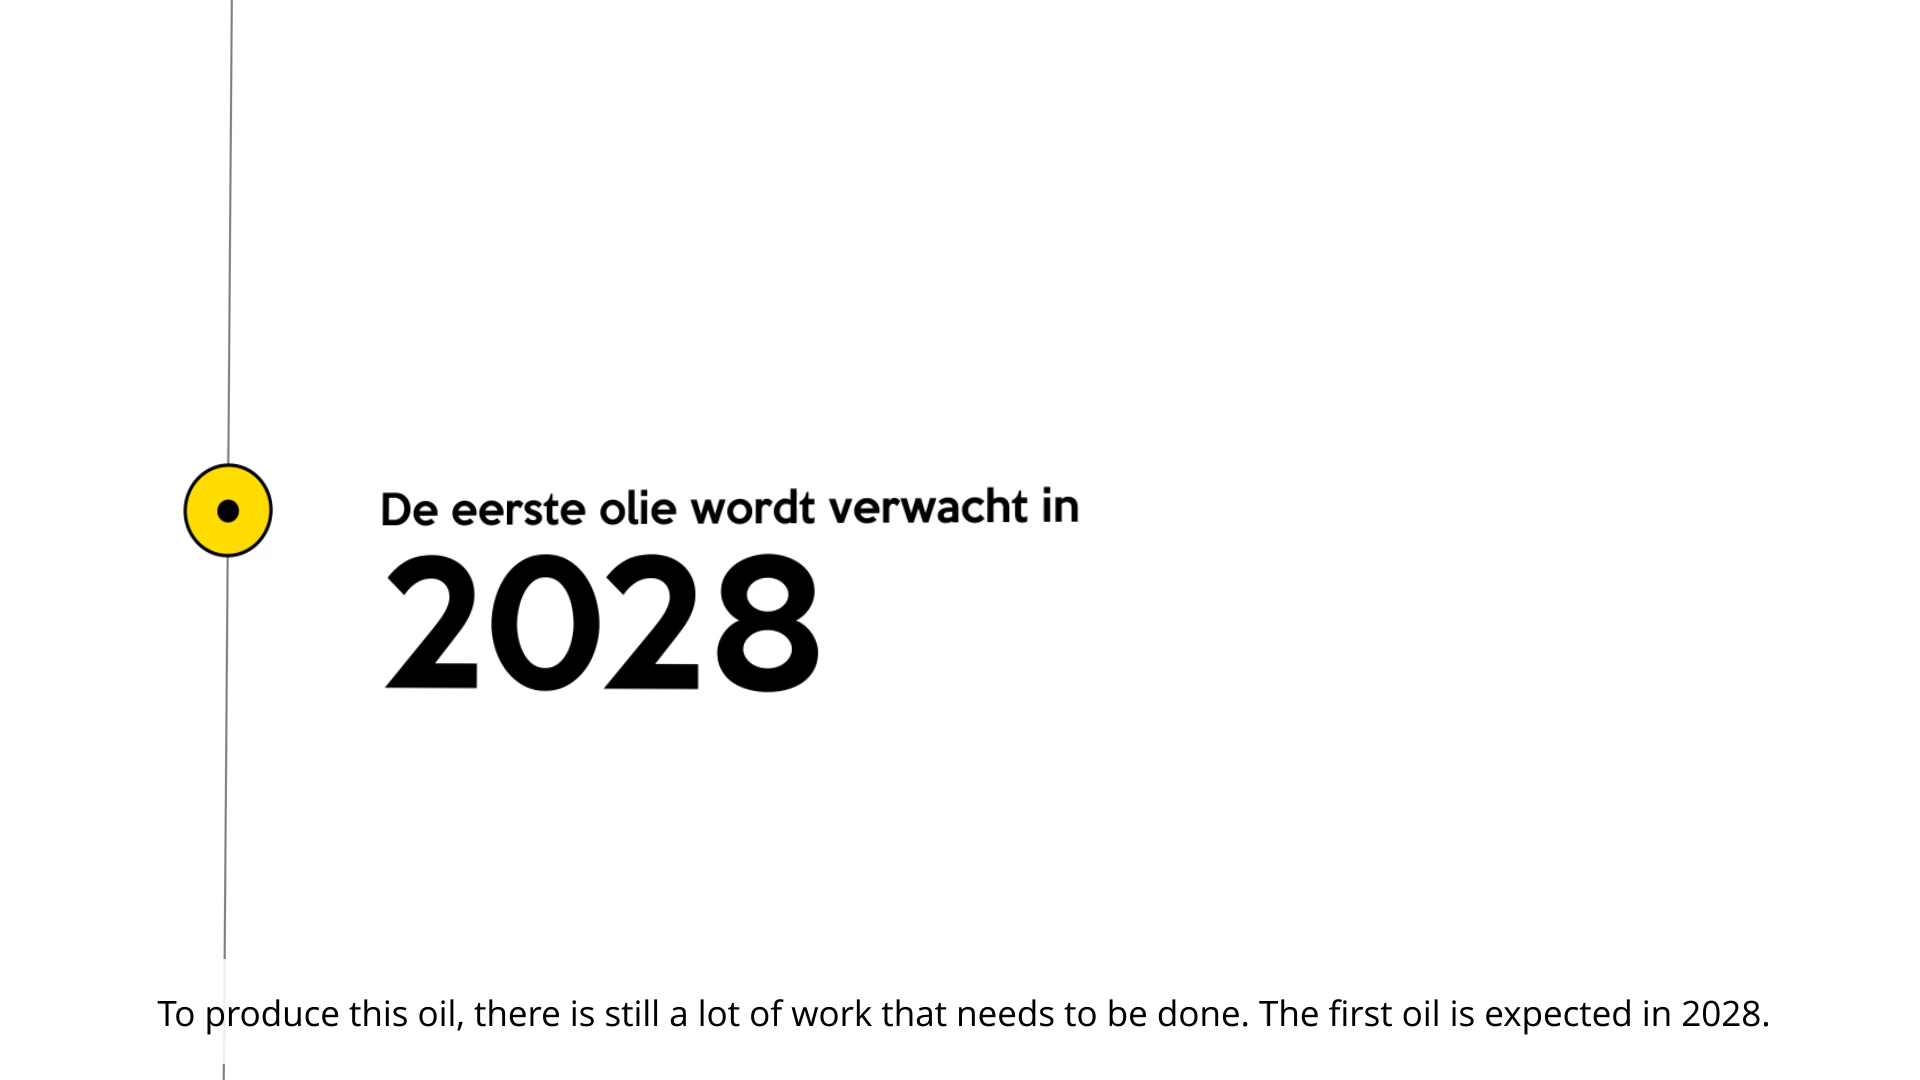 De eerste olie wordt verwacht in
2028
To produce this oil, there is still a lot of work that needs to be done. The first oil is expected in 2028.